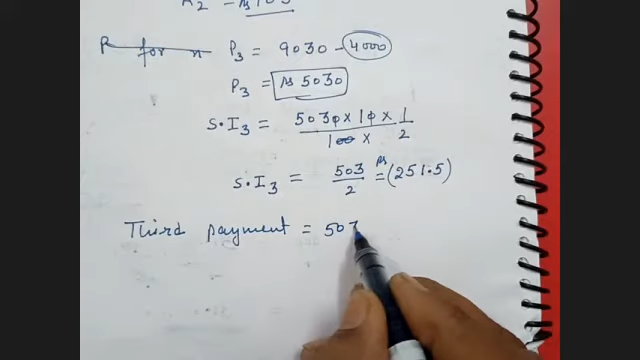 P for n P3 = 9030 - 4000
P3 = Rs 5030
S.I3 = 5030 x 10 x 1 / 100 x 2
S.I3 = 503/2 = Rs (251.5)
Third payment = 503